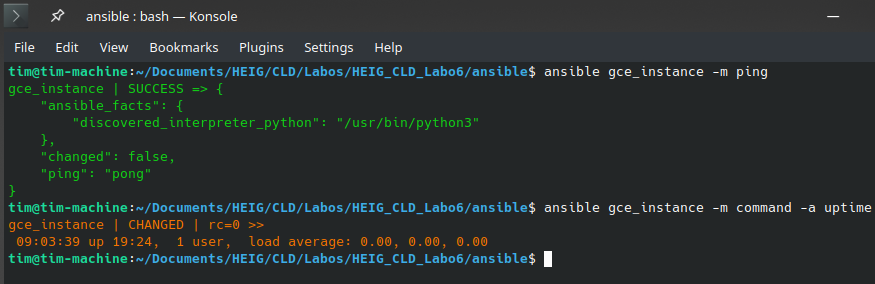 ansible : bash — Konsole
File Edit View Bookmarks Plugins Settings Help
tim@tim-machine:~/Documents/HEIG/CLD/Labos/HEIG_CLD_Labo6/ansible$ ansible gce_instance -m ping
gce_instance | SUCCESS => {
    "ansible_facts": {
        "discovered_interpreter_python": "/usr/bin/python3"
    },
    "changed": false,
    "ping": "pong"
}
tim@tim-machine:~/Documents/HEIG/CLD/Labos/HEIG_CLD_Labo6/ansible$ ansible gce_instance -m command -a uptime
gce_instance | CHANGED | rc=0 >>
 09:03:39 up 19:24,  1 user,  load average: 0.00, 0.00, 0.00
tim@tim-machine:~/Documents/HEIG/CLD/Labos/HEIG_CLD_Labo6/ansible$